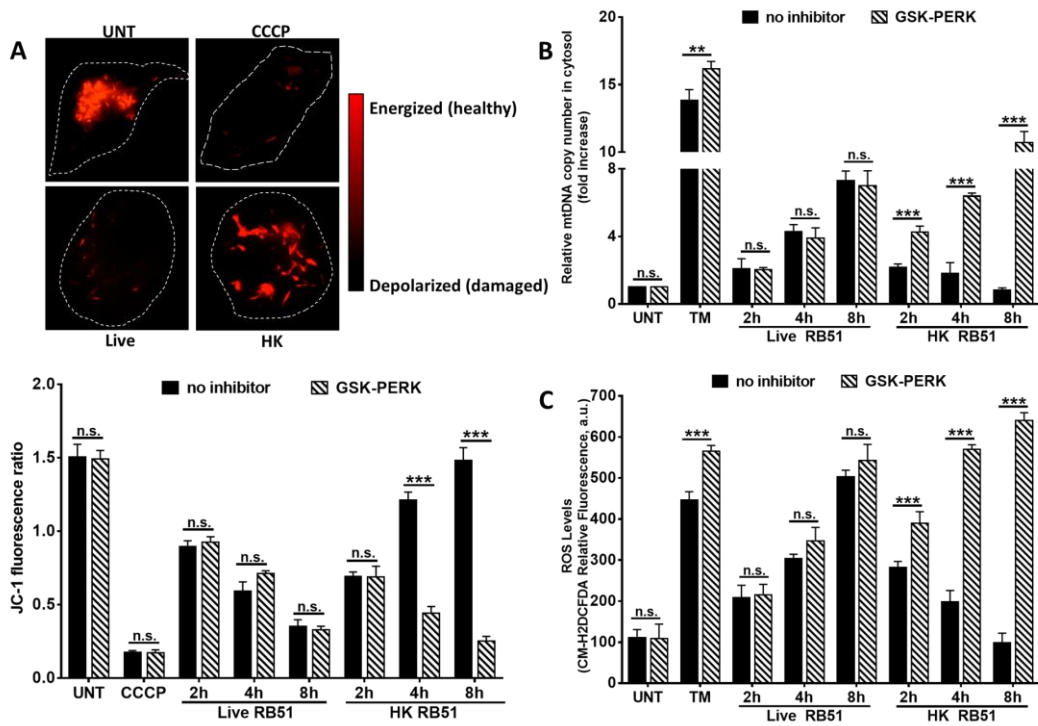 A
UNT CCCP
Energized (healthy)
Depolarized (damaged)
Live HK
no inhibitor GSK-PERK
JC-1 fluorescence ratio
2.0
1.5
1.0
0.5
0.0
n.s. n.s. n.s. n.s. n.s. n.s. *** ***
UNT CCCP 2h 4h 8h 2h 4h 8h
Live RB51 HK RB51
B
no inhibitor GSK-PERK
Relative mtDNA copy number in cytosol
(fold increase)
20
15
10
8
4
0
n.s. ** n.s. n.s. n.s. *** *** ***
UNT TM 2h 4h 8h 2h 4h 8h
Live RB51 HK RB51
C
no inhibitor GSK-PERK
ROS Levels
(CM-H2DCFDA Relative Fluorescence, a.u.)
700
600
500
400
300
200
100
0
n.s. *** n.s. n.s. n.s. *** *** ***
UNT TM 2h 4h 8h 2h 4h 8h
Live RB51 HK RB51